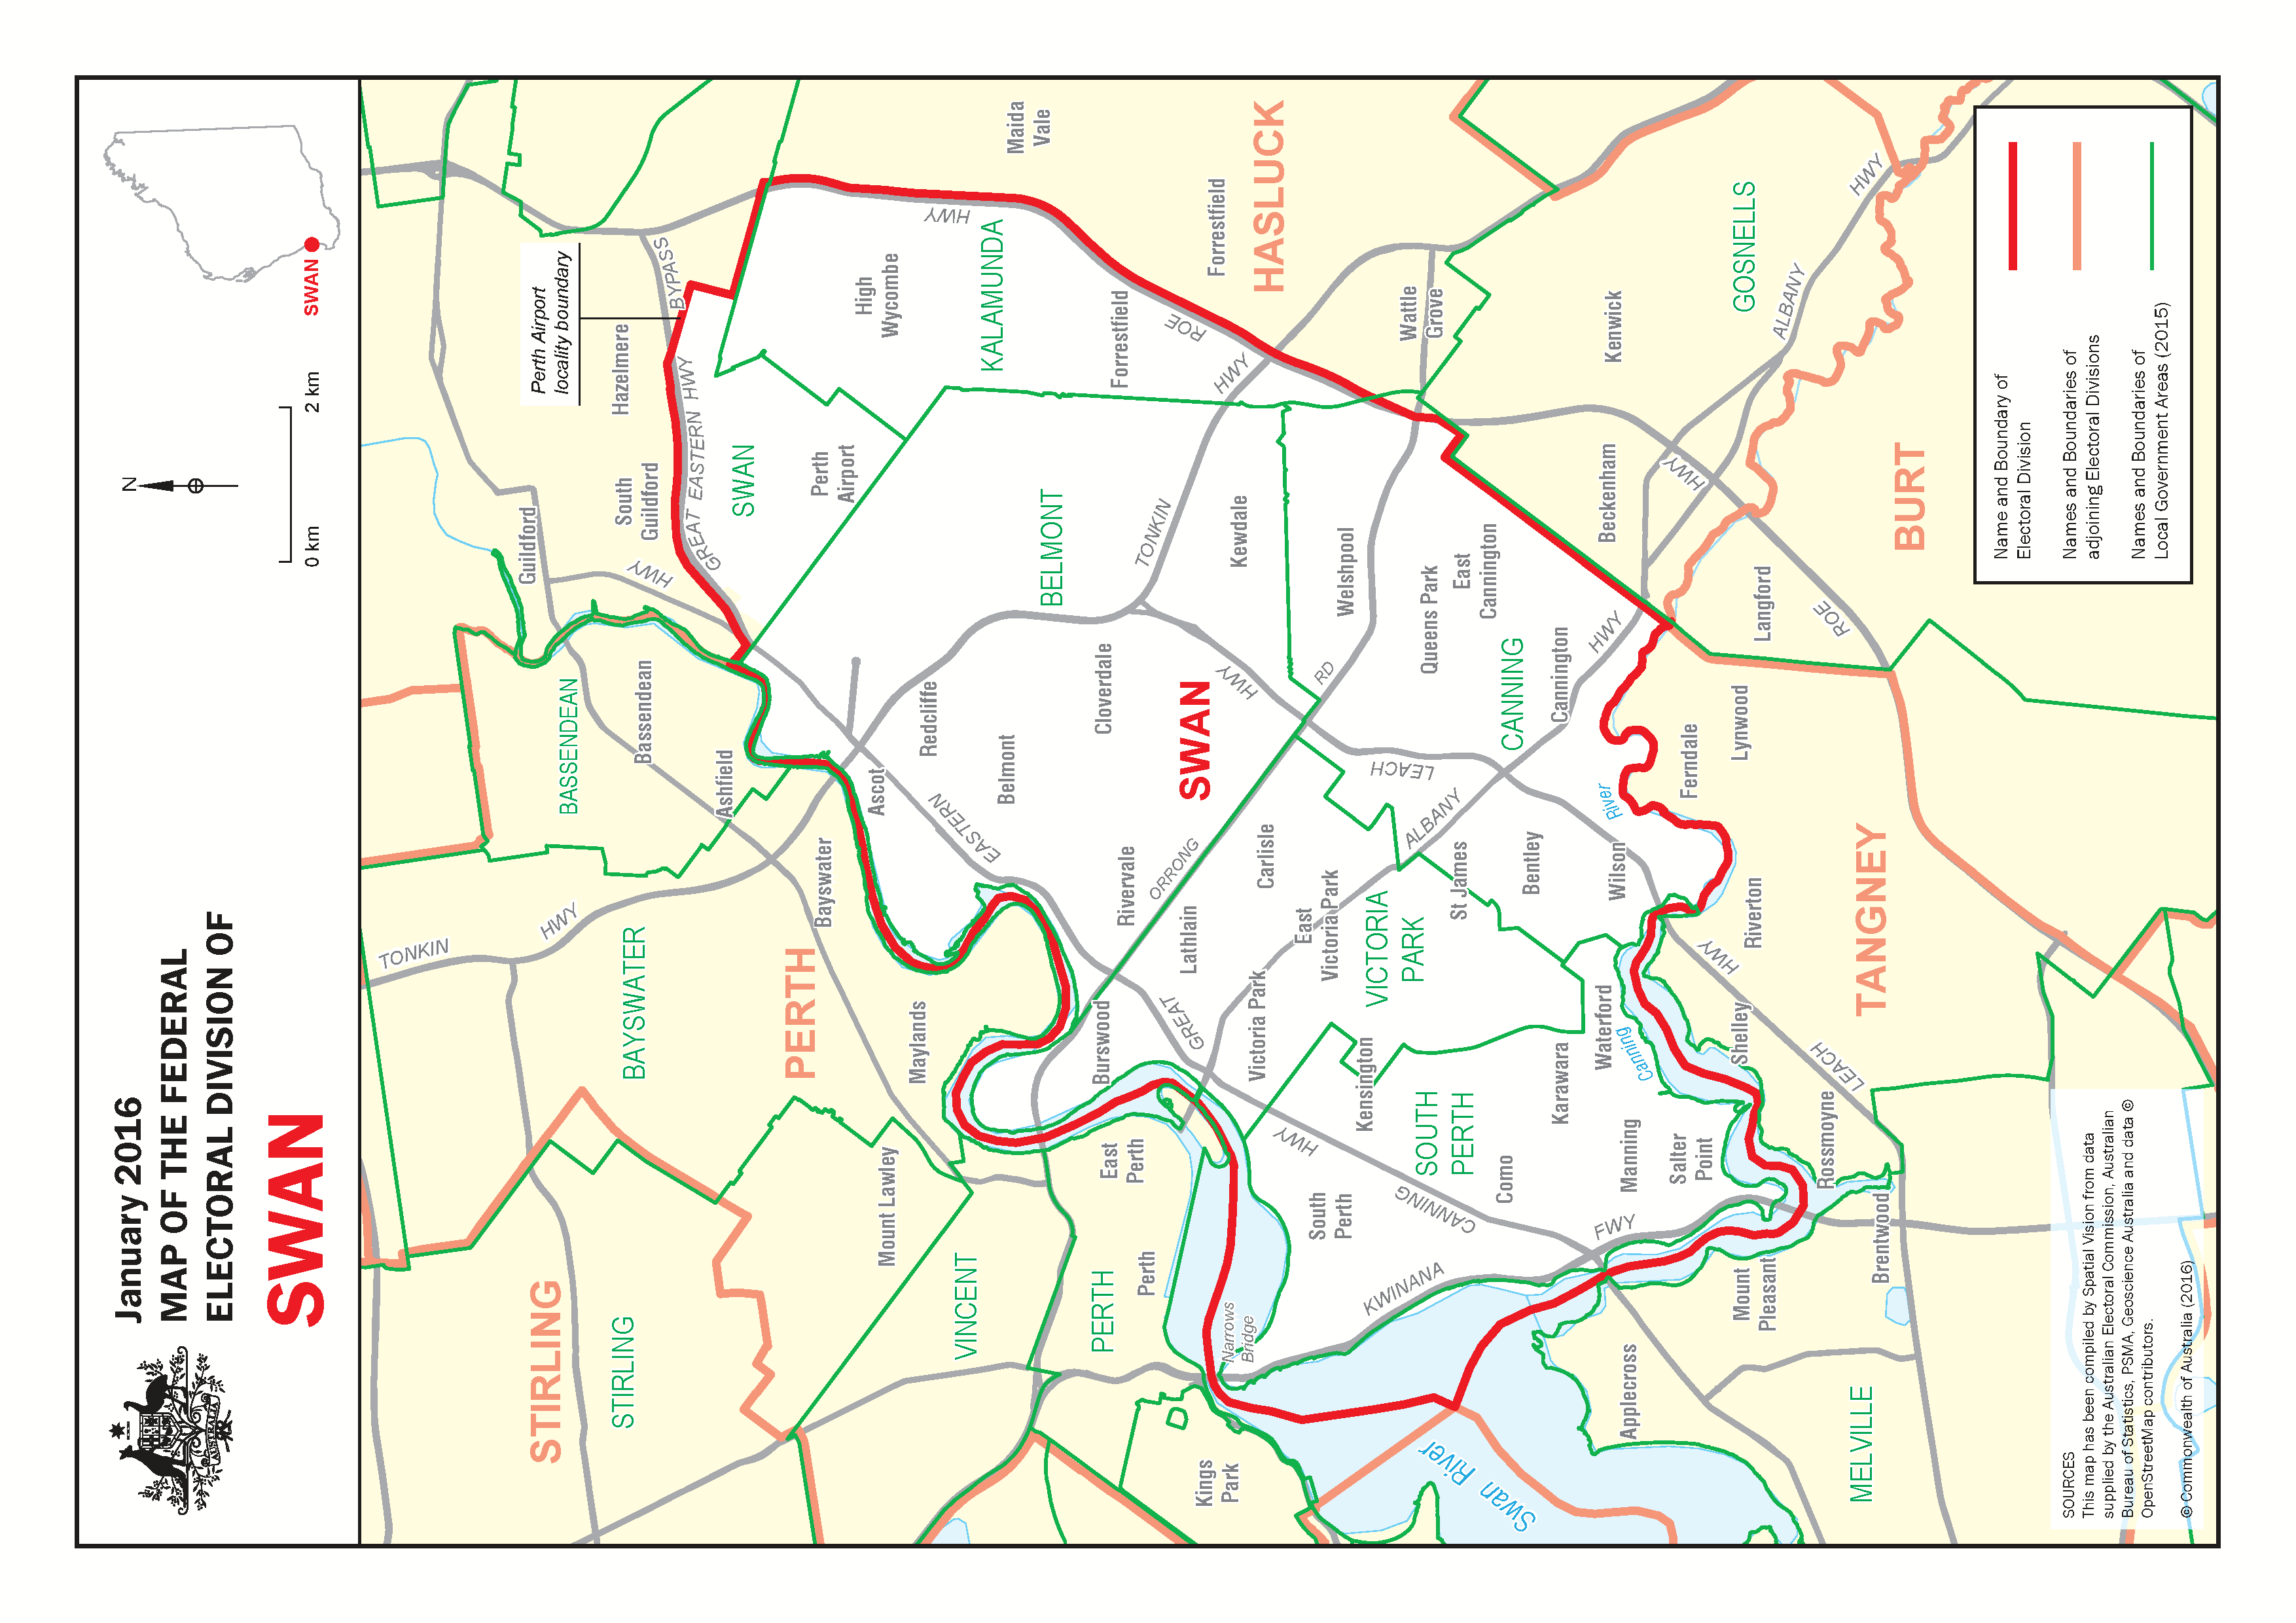 January 2016
MAP OF THE FEDERAL
ELECTORAL DIVISION OF
SWAN
0 km
2 km
N
SWAN
TONKIN
HWY
STIRLING
STIRLING
BASSENDEAN
BAYSWATER
Guildford
Perth Airport
locality boundary
Hazelmere
South
Guildford
HWY
BYPASS
GREAT EASTERN HWY
Bassendean
Ashfield
SWAN
PERTH
Bayswater
Perth
Airport
High
Wycombe
Mount Lawley
Maylands
Ascot
Redcliffe
HWY
EASTERN
VINCENT
KALAMUNDA
Belmont
Maida
Vale
BELMONT
PERTH
East
Perth
Perth
Burswood
Rivervale
Cloverdale
Forrestfield
TONKIN
HWY
ORRONG
RD
GREAT
HWY
ROE
Lathlain
SWAN
Forrestfield
Kings
Park
Narrows
Bridge
Victoria Park
Carlisle
Kewdale
HASLUCK
HWY
CANNING
East
Victoria Park
Welshpool
South
Perth
Kensington
VICTORIA
PARK
LEACH
KWINANA
FWY
ALBANY
HWY
Wattle
Grove
SOUTH
PERTH
St James
Queens Park
East
Cannington
Swan River
Como
Bentley
CANNING
Karawara
Cannington
Waterford
Wilson
Canning
River
Beckenham
Kenwick
Applecross
Manning
Salter
Point
Ferndale
HWY
Mount
Pleasant
Shelley
Riverton
Lynwood
Langford
GOSNELLS
HWY
LEACH
ROE
ALBANY
HWY
Rossmoyne
Brentwood
MELVILLE
TANGNEY
BURT
Name and Boundary of
Electoral Division
Names and Boundaries of
adjoining Electoral Divisions
Names and Boundaries of
Local Government Areas (2015)
SOURCES
This map has been compiled by Spatial Vision from data
supplied by the Australian Electoral Commission, Australian
Bureau of Statistics, PSMA, Geoscience Australia and data ©
OpenStreetMap contributors.
© Commonwealth of Australia (2016)